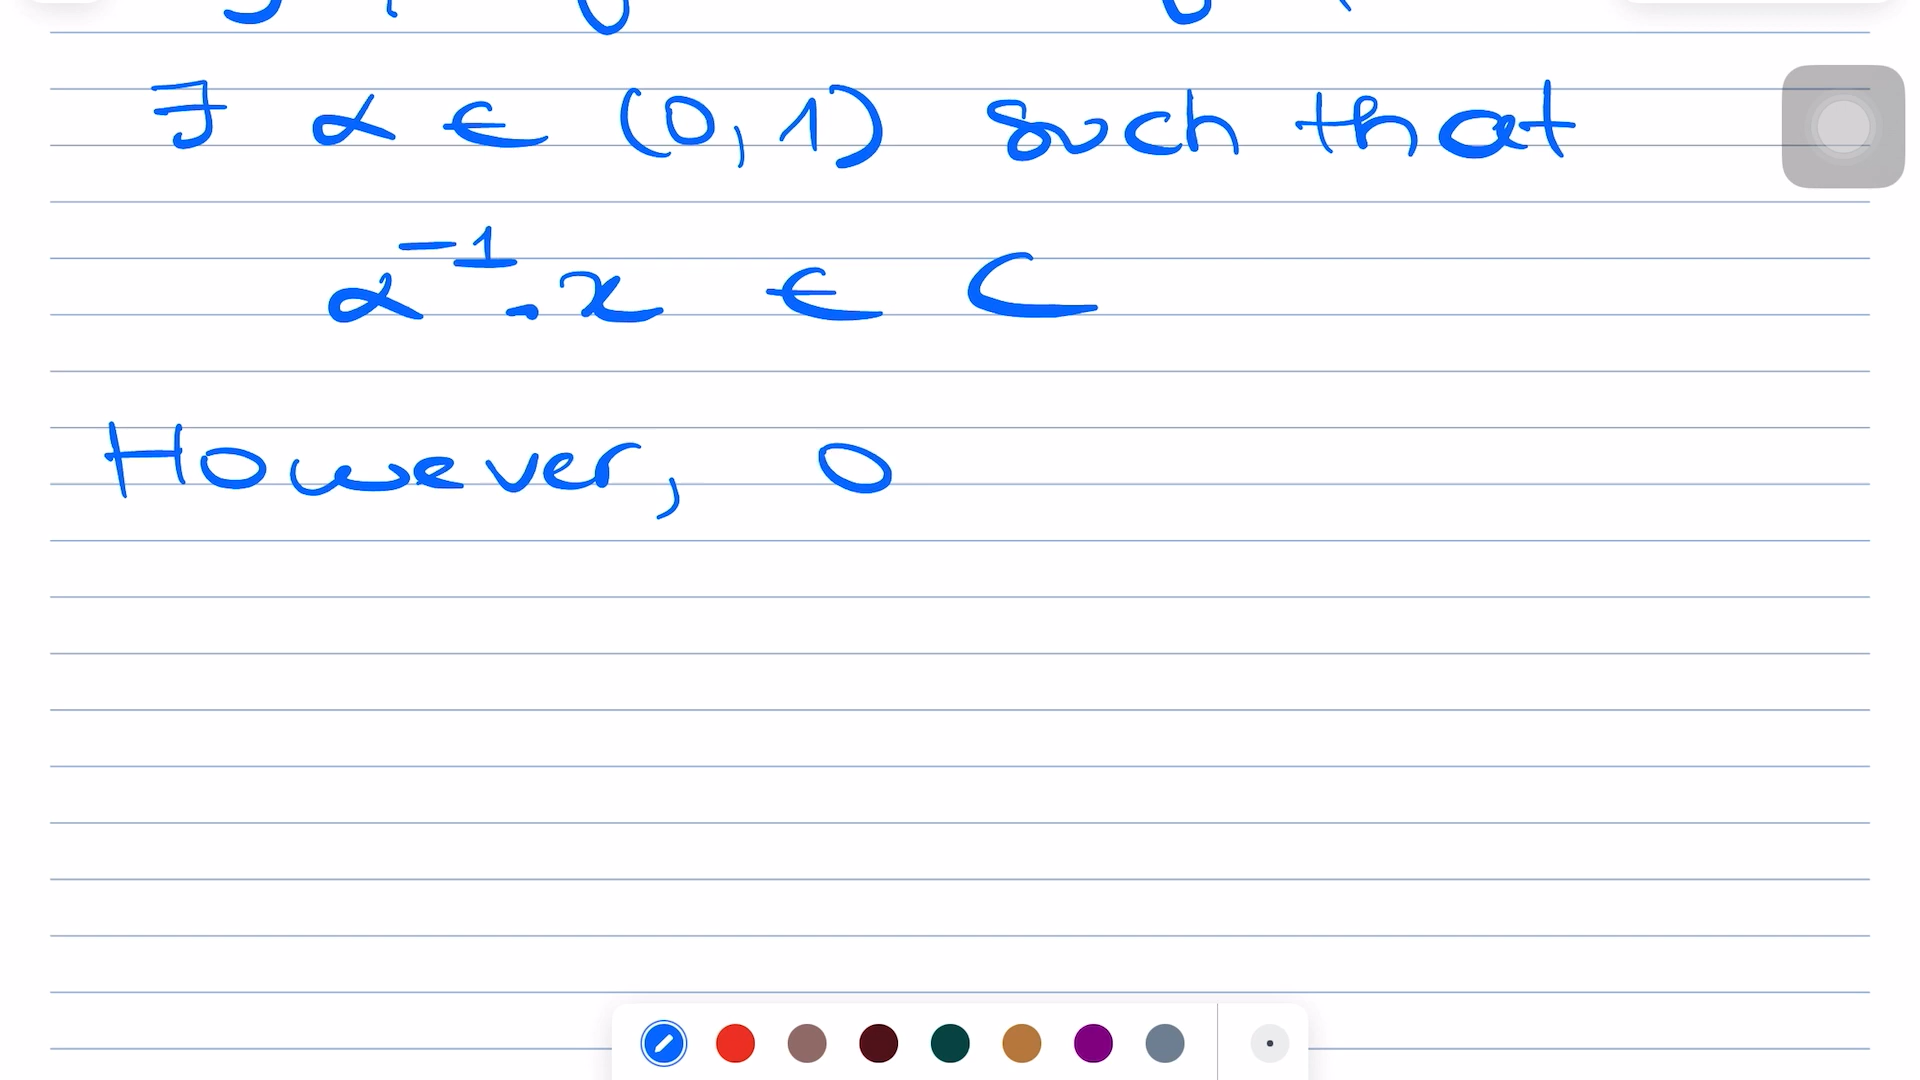 ∃ α ∈ (0,1) such that
α⁻¹.x ∈ C
However, 0